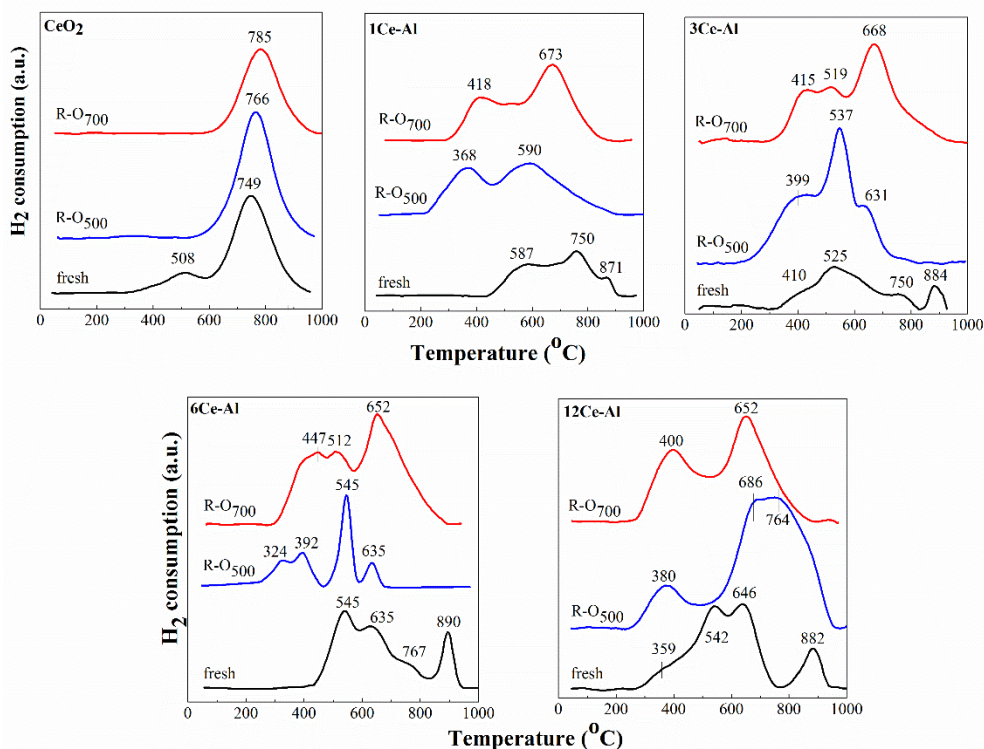 CeO2
H2 consumption (a.u.)
785
R-O700
766
R-O500
749
508
fresh
0 200 400 600 800 1000
1Ce-Al
673
418
R-O700
368
590
R-O500
587
750
871
fresh
0 200 400 600 800 1000
3Ce-Al
668
415
519
R-O700
537
399
631
R-O500
410
525
750
884
fresh
0 200 400 600 800 1000
Temperature (oC)
6Ce-Al
H2 consumption (a.u.)
652
447
512
R-O700
545
324
392
635
R-O500
545
635
767
890
fresh
0 200 400 600 800 1000
12Ce-Al
652
400
R-O700
686
764
380
R-O500
359
542
646
882
fresh
0 200 400 600 800 1000
Temperature (oC)